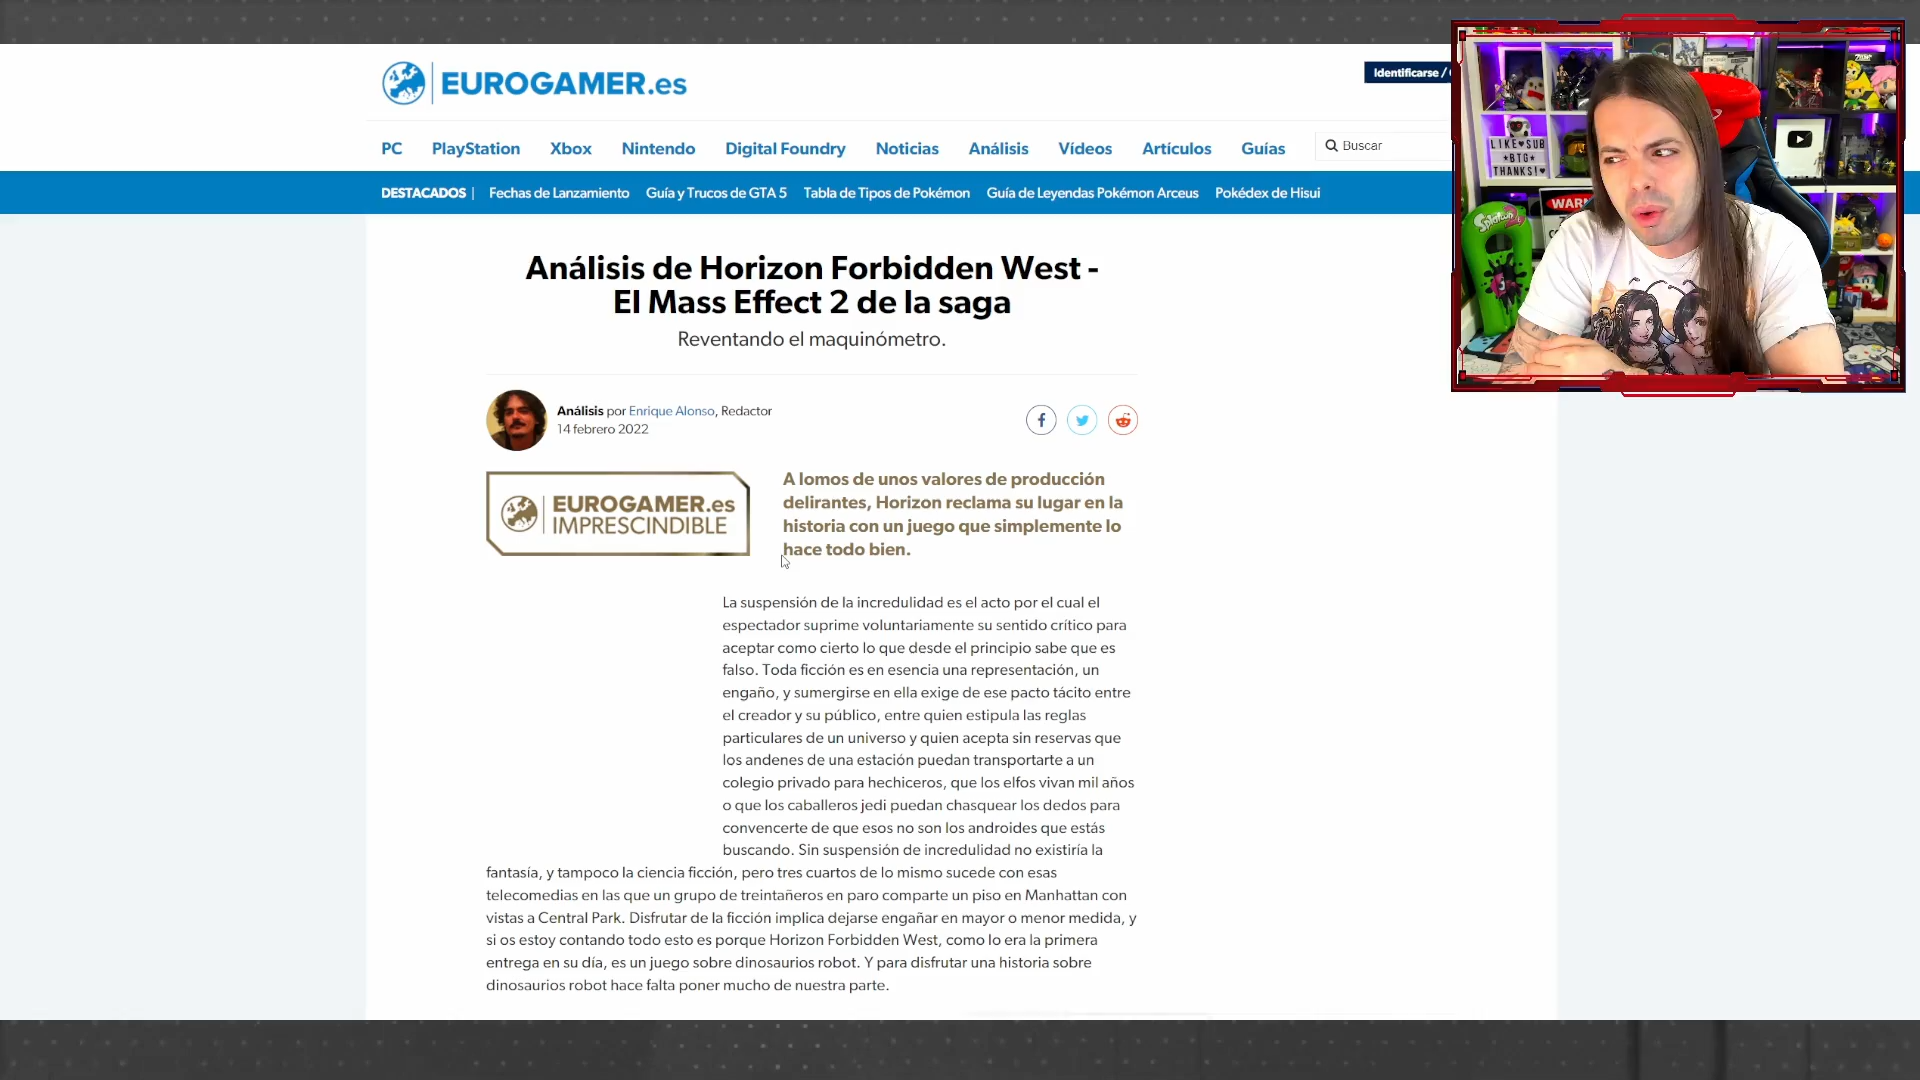 EUROGAMER.es
Identificarse /
PC PlayStation Xbox Nintendo Digital Foundry Noticias Análisis Vídeos Artículos Guías Buscar
DESTACADOS | Fechas de Lanzamiento Guía y Trucos de GTA 5 Tabla de Tipos de Pokémon Guía de Leyendas Pokémon Arceus Pokédex de Hisui
Análisis de Horizon Forbidden West -
El Mass Effect 2 de la saga
Reventando el maquinómetro.
Análisis por Enrique Alonso, Redactor
14 febrero 2022
EUROGAMER.es
IMPRESCINDIBLE
A lomos de unos valores de producción
delirantes, Horizon reclama su lugar en la
historia con un juego que simplemente lo
hace todo bien.
La suspensión de la incredulidad es el acto por el cual el
espectador suprime voluntariamente su sentido crítico para
aceptar como cierto lo que desde el principio sabe que es
falso. Toda ficción es en esencia una representación, un
engaño, y sumergirse en ella exige de ese pacto tácito entre
el creador y su público, entre quien estipula las reglas
particulares de un universo y quien acepta sin reservas que
los andenes de una estación puedan transportarte a un
colegio privado para hechiceros, que los elfos vivan mil años
o que los caballeros jedi puedan chasquear los dedos para
convencerte de que esos no son los androides que estás
buscando. Sin suspensión de incredulidad no existiría la
fantasía, y tampoco la ciencia ficción, pero tres cuartos de lo mismo sucede con esas
telecomedias en las que un grupo de treintañeros en paro comparte un piso en Manhattan con
vistas a Central Park. Disfrutar de la ficción implica dejarse engañar en mayor o menor medida, y
si os estoy contando todo esto es porque Horizon Forbidden West, como lo era la primera
entrega en su día, es un juego sobre dinosaurios robot. Y para disfrutar una historia sobre
dinosaurios robot hace falta poner mucho de nuestra parte.
LIKE♥SUB
★BTG★
THANKS!♥
WARN
Splatoon 2